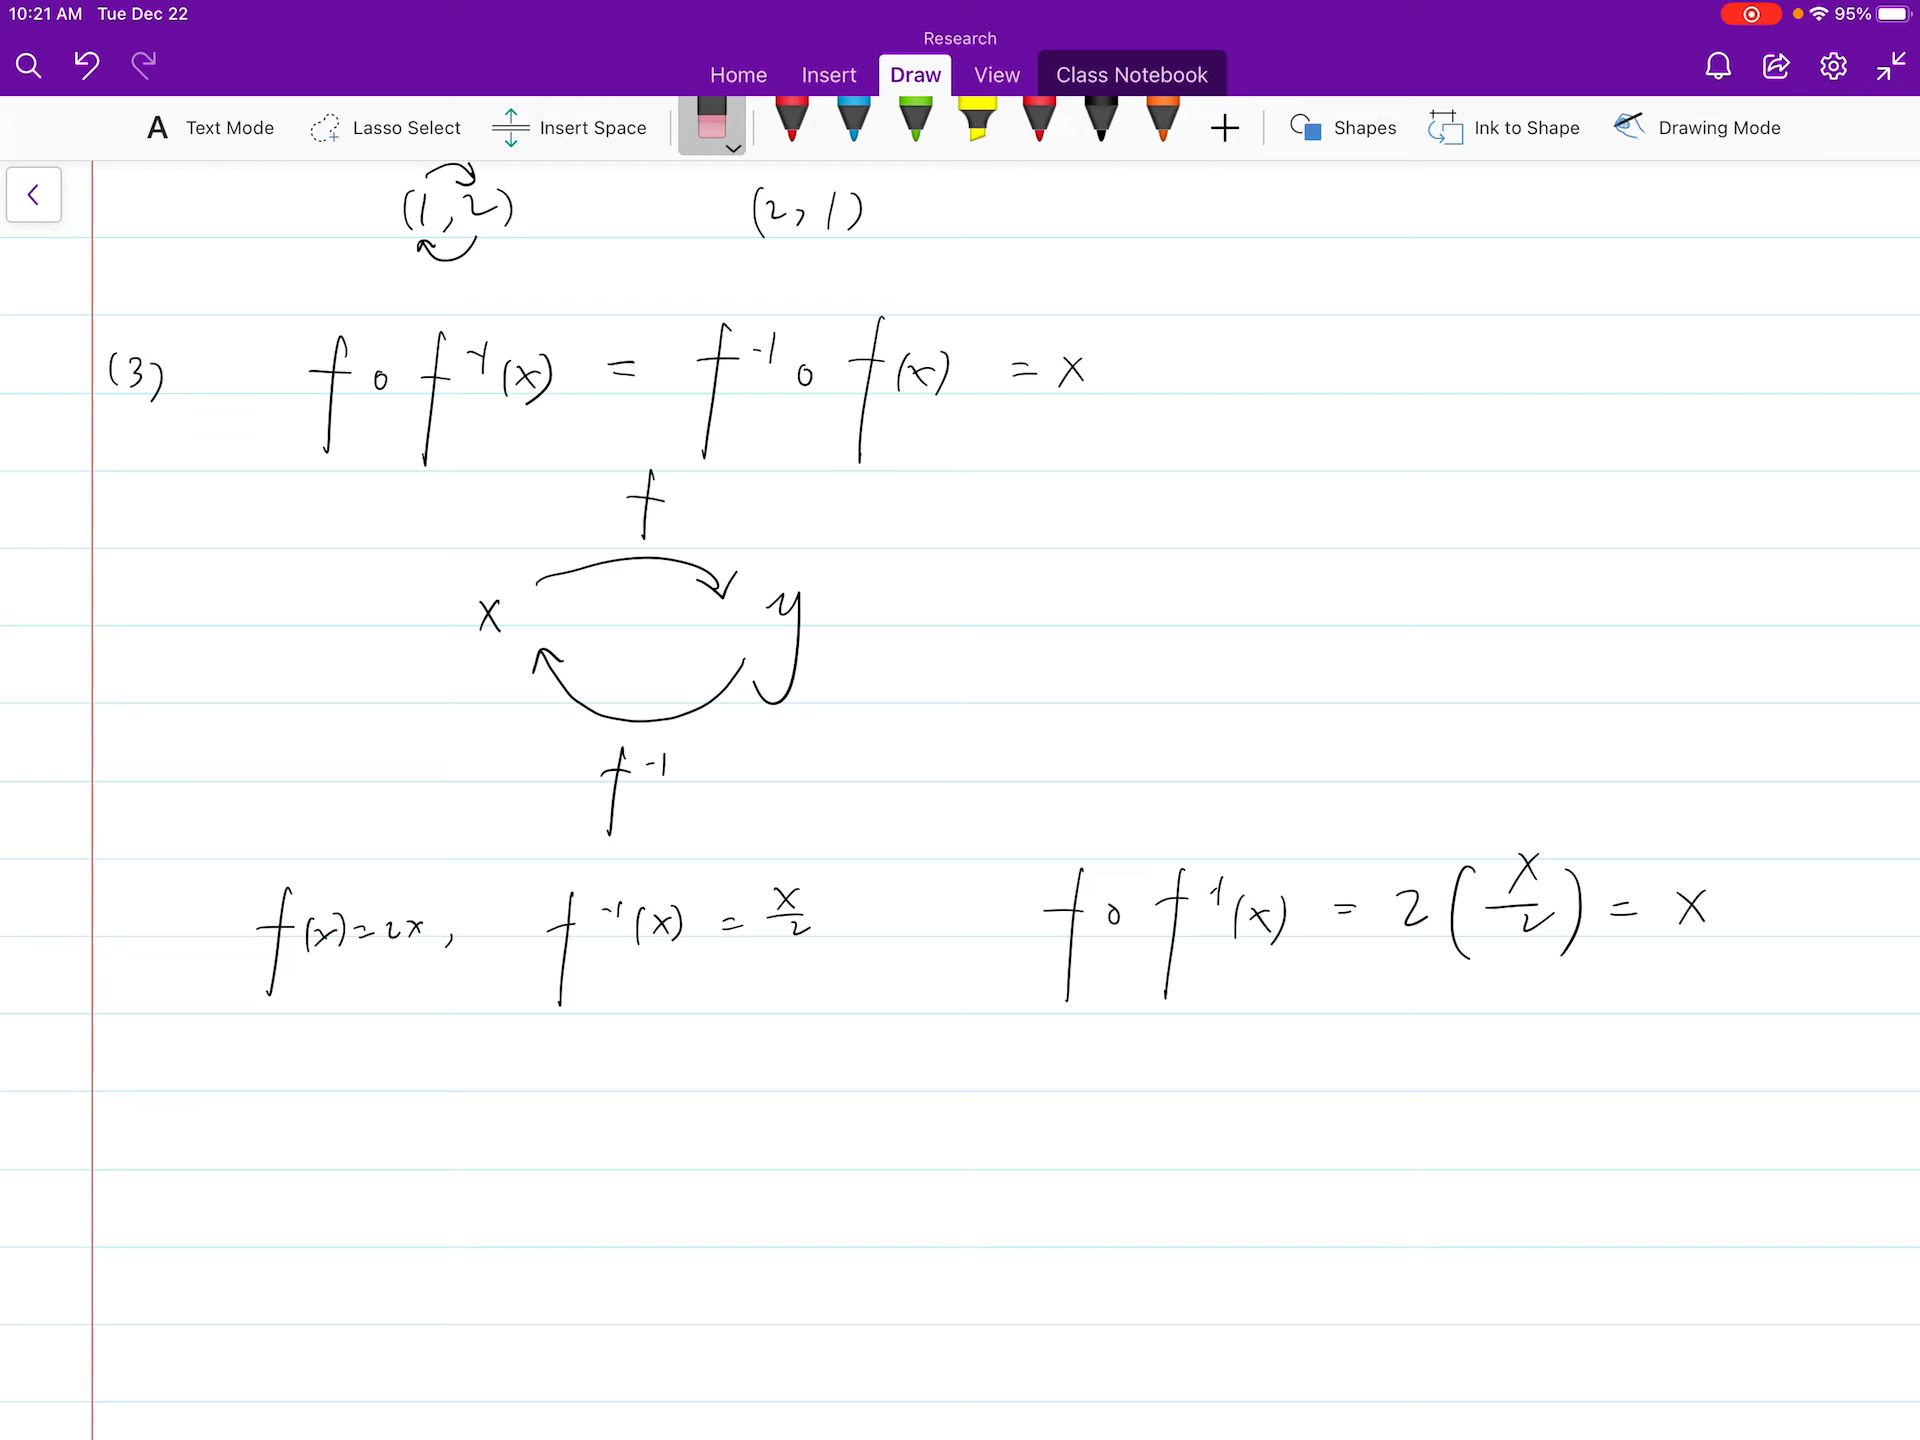 10:21 AM Tue Dec 22 95%
Research
Home Insert Draw View Class Notebook
A Text Mode Lasso Select Insert Space Shapes Ink to Shape Drawing Mode
(1, 2) (2, 1)
(3) f ∘ f⁻¹(x) = f⁻¹ ∘ f(x) = x
f
x y
f⁻¹
f(x) = 2x, f⁻¹(x) = x/2 f ∘ f⁻¹(x) = 2(x/2) = x